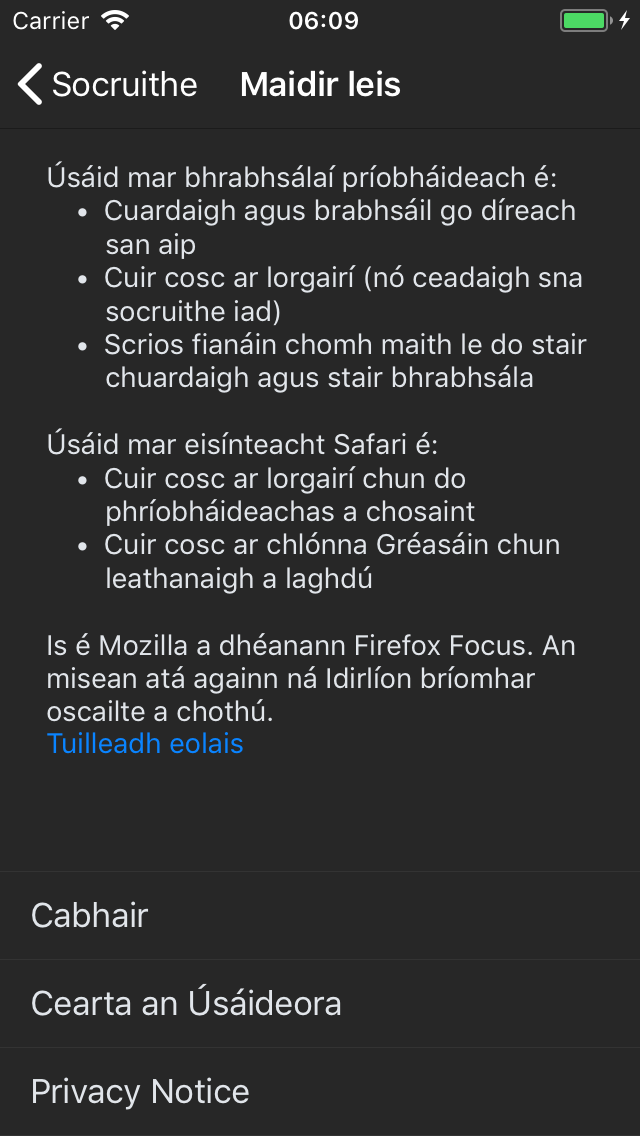 Carrier 06:09
Socruithe Maidir leis
Úsáid mar bhrabhsálaí príobháideach é:
• Cuardaigh agus brabhsáil go díreach
san aip
• Cuir cosc ar lorgairí (nó ceadaigh sna
socruithe iad)
• Scrios fianáin chomh maith le do stair
chuardaigh agus stair bhrabhsála
Úsáid mar eisínteacht Safari é:
• Cuir cosc ar lorgairí chun do
phríobháideachas a chosaint
• Cuir cosc ar chlónna Gréasáin chun
leathanaigh a laghdú
Is é Mozilla a dhéanann Firefox Focus. An
misean atá againn ná Idirlíon bríomhar
oscailte a chothú.
Tuilleadh eolais
Cabhair
Cearta an Úsáideora
Privacy Notice